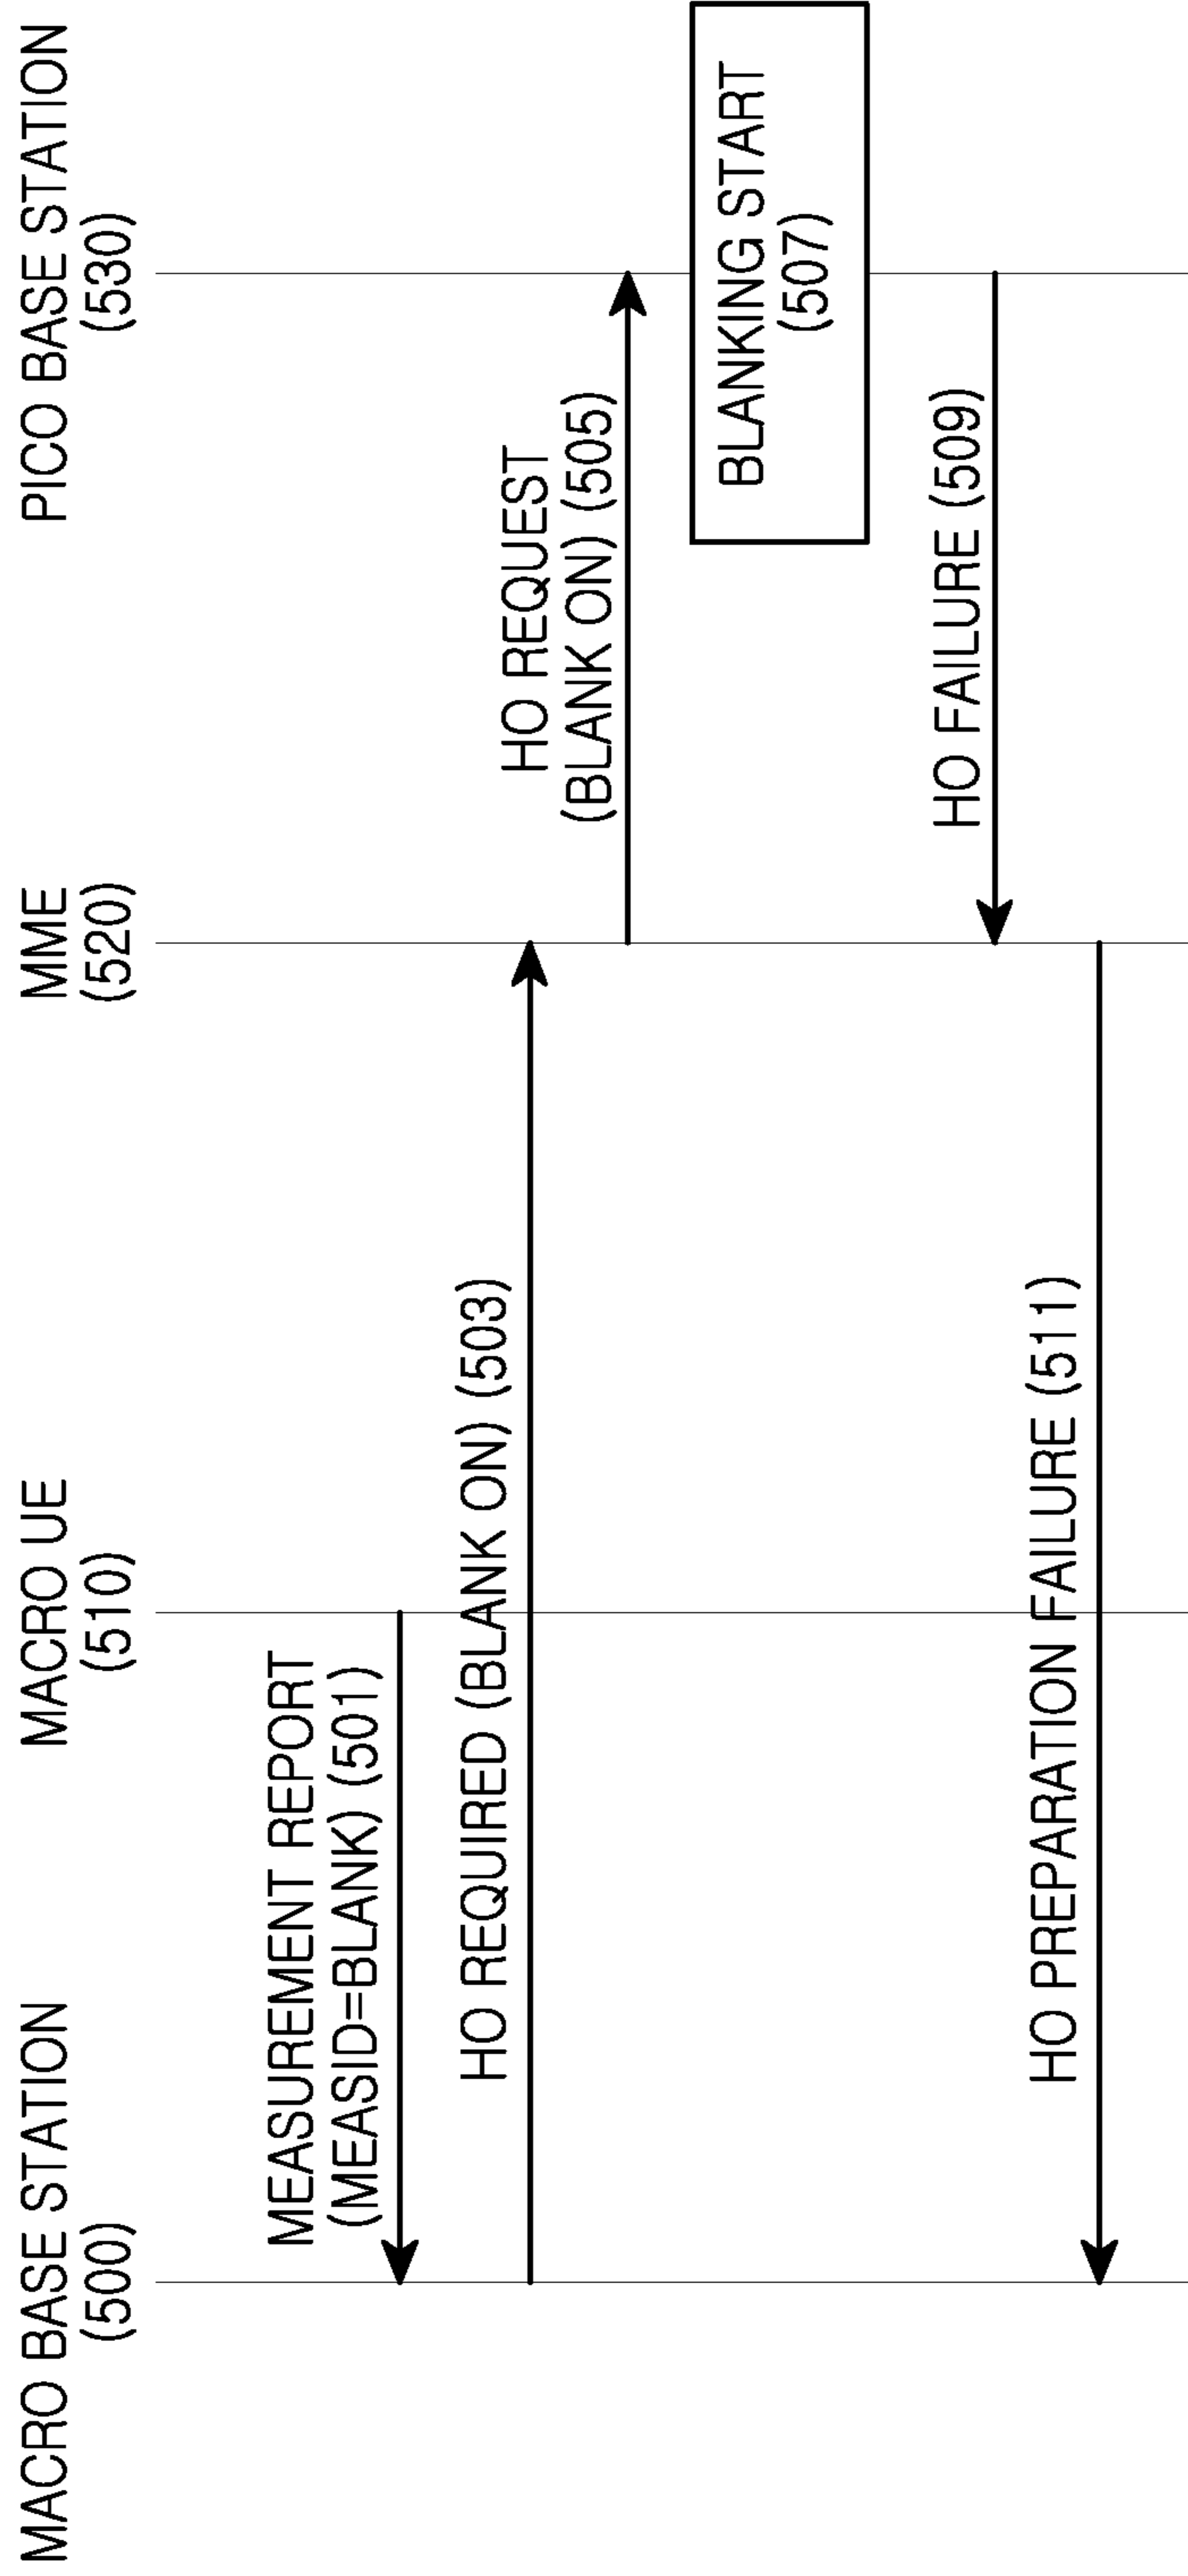 MACRO BASE STATION
(500)
MACRO UE
(510)
MME
(520)
PICO BASE STATION
(530)
MEASUREMENT REPORT
(MEASID=BLANK) (501)
HO REQUIRED (BLANK ON) (503)
HO REQUEST
(BLANK ON) (505)
BLANKING START
(507)
HO FAILURE (509)
HO PREPARATION FAILURE (511)